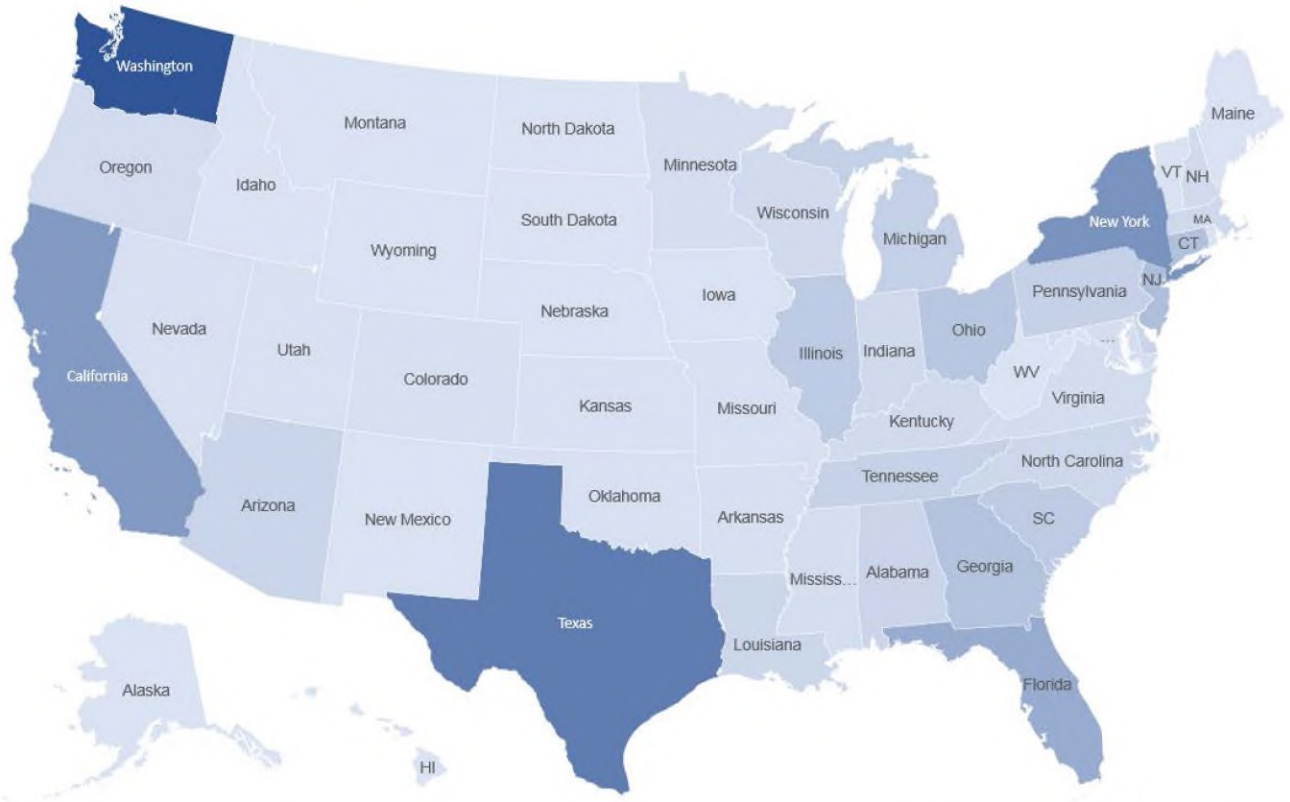 Washington
Montana
North Dakota
Minnesota
Maine
Oregon
Idaho
VT
NH
Wisconsin
South Dakota
New York
MA
Michigan
CT
Wyoming
Pennsylvania
NJ
Iowa
Nebraska
Nevada
Ohio
Utah
Illinois
Indiana
...
California
Colorado
WV
Kansas
Missouri
Virginia
Kentucky
North Carolina
Tennessee
Arizona
Oklahoma
New Mexico
Arkansas
SC
Georgia
Mississ...
Alabama
Texas
Louisiana
Florida
Alaska
HI